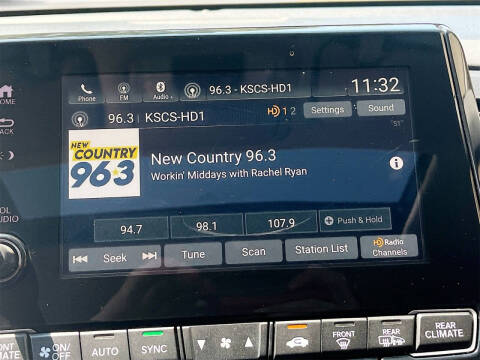 HOME
BACK
Phone FM Audio 96.3 - KSCS-HD1 11:32
FM 96.3 KSCS-HD1 HD 1 2 Settings Sound
"ST"
NEW
COUNTRY
96.3
New Country 96.3
Workin' Middays with Rachel Ryan
i
94.7 98.1 107.9 + Push & Hold
Seek Tune Scan Station List HD Radio
Channels
ON/
OFF
AUTO SYNC FRONT REAR REAR
CLIMATE